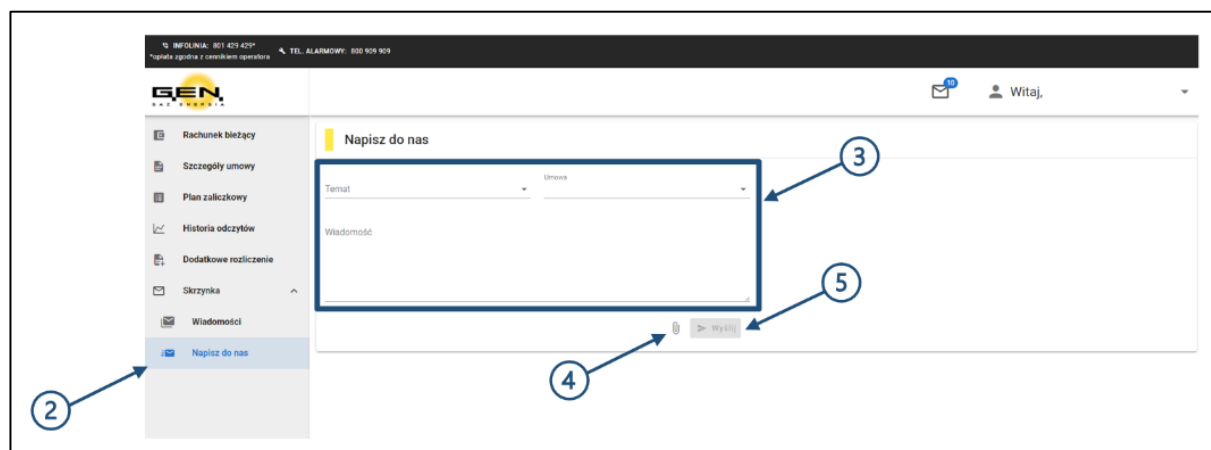 INFOLINIA: 801 429 429*
*opłata zgodna z cennikiem operatora
TEL. ALARMOWY: 800 909 909
G.E.N.
GAZ ENERGIA
10
Witaj,
Rachunek bieżący
Szczegóły umowy
Plan zaliczkowy
Historia odczytów
Dodatkowe rozliczenie
Skrzynka
Wiadomości
Napisz do nas
Napisz do nas
Temat
Umowa
Wiadomość
Wyślij
2
3
4
5